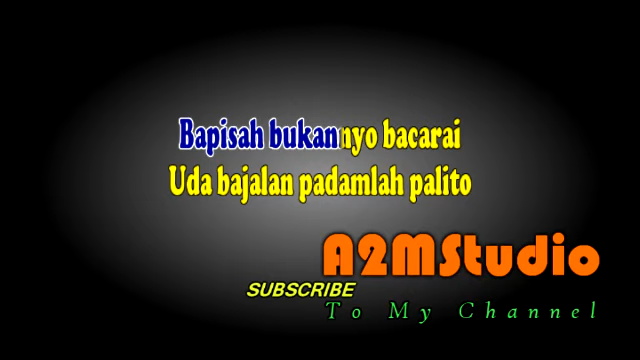 Bapisah bukannyo bacarai
Uda bajalan padamlah palito
A2MStudio
SUBSCRIBE
To My Channel